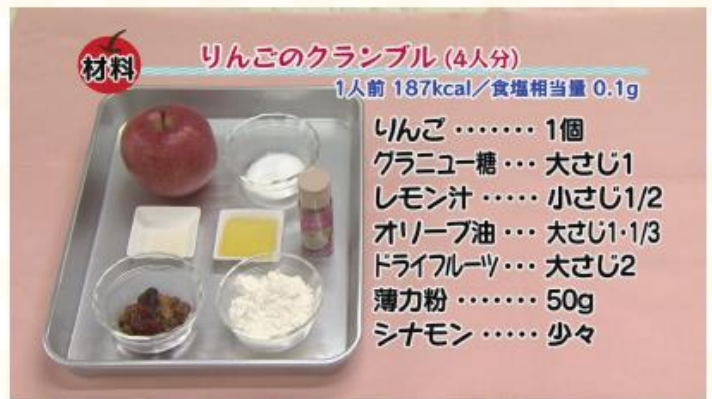 材料
りんごのクランブル(4人分)
1人前 187kcal/食塩相当量 0.1g
りんご ······· 1個
グラニュー糖 ··· 大さじ1
レモン汁 ····· 小さじ1/2
オリーブ油 ··· 大さじ1·1/3
ドライフルーツ ··· 大さじ2
薄力粉 ······· 50g
シナモン ····· 少々